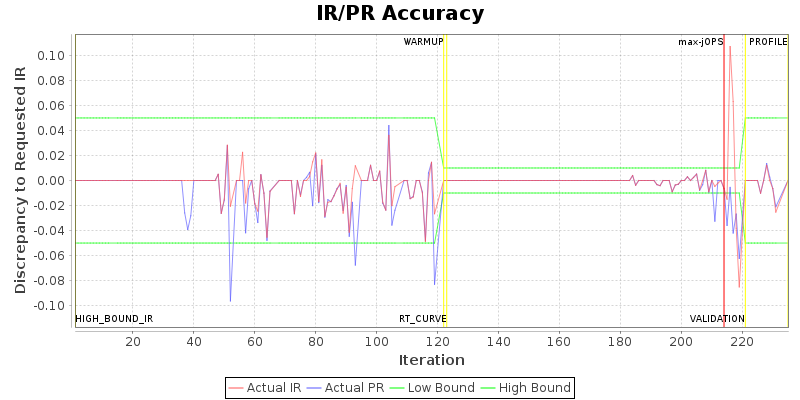 IR/PR Accuracy
Discrepancy to Requested IR
0.10
0.08
0.06
0.04
0.02
0.00
-0.02
-0.04
-0.06
-0.08
-0.10
WARMUP
max-jOPS
PROFILE
HIGH_BOUND_IR
RT_CURVE
VALIDATION
20 40 60 80 100 120 140 160 180 200 220
Iteration
Actual IR Actual PR Low Bound High Bound